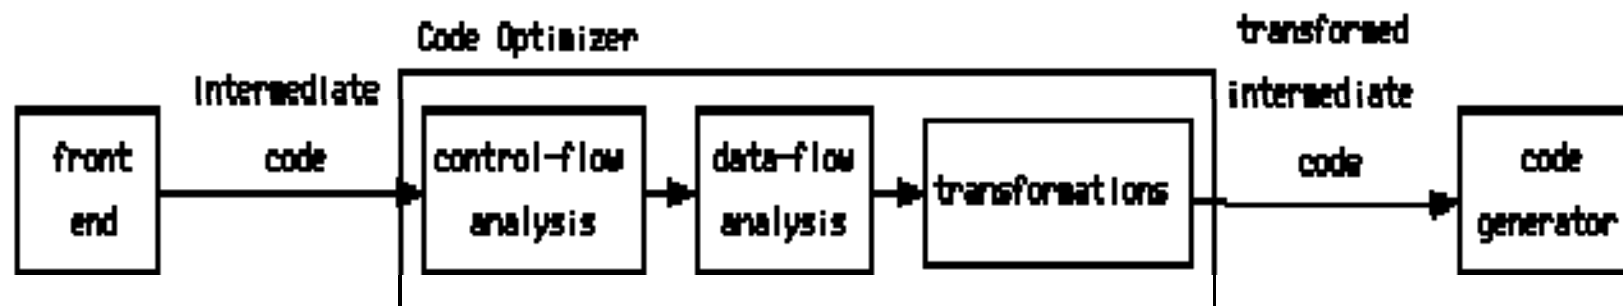 Code Optimizer
transformed
intermediate
code
Intermediate
code
front
end
control-flow
analysis
data-flow
analysis
transformations
code
generator